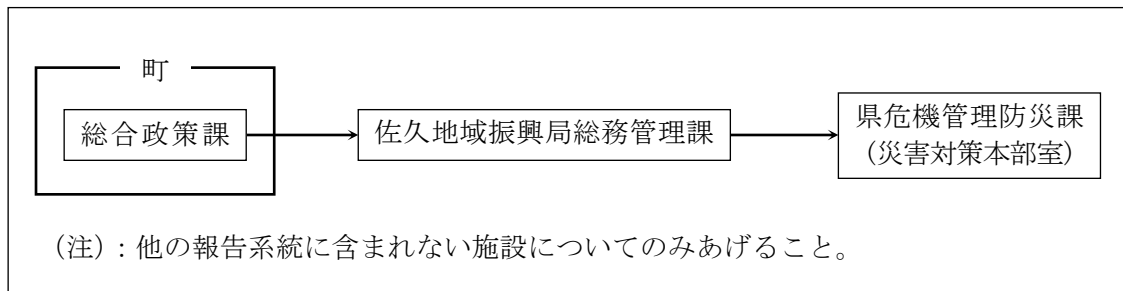 町
総合政策課
佐久地域振興局総務管理課
県危機管理防災課
（災害対策本部室）
（注）：他の報告系統に含まれない施設についてのみあげること。